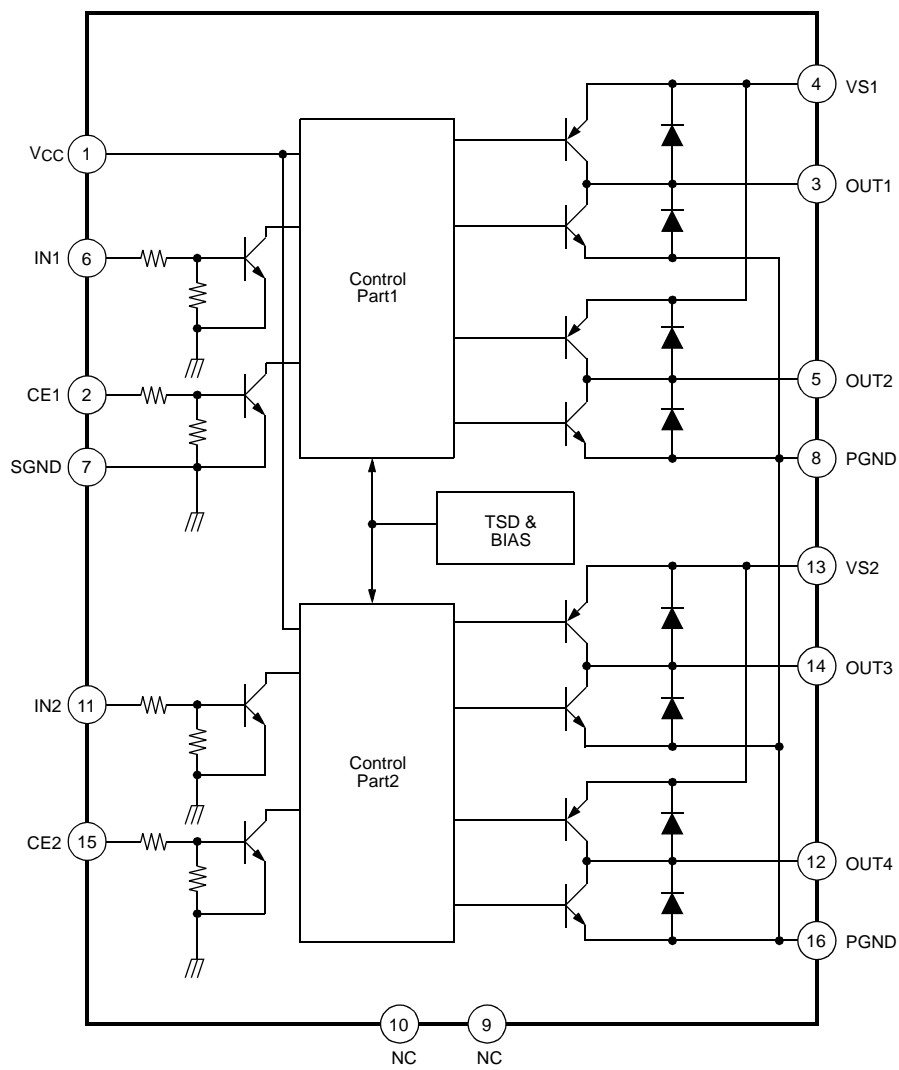 4 VS1
VCC 1
3 OUT1
IN1 6
Control
Part1
5 OUT2
CE1 2
SGND 7
8 PGND
TSD &
BIAS
13 VS2
14 OUT3
IN2 11
Control
Part2
CE2 15
12 OUT4
16 PGND
10 9
NC NC